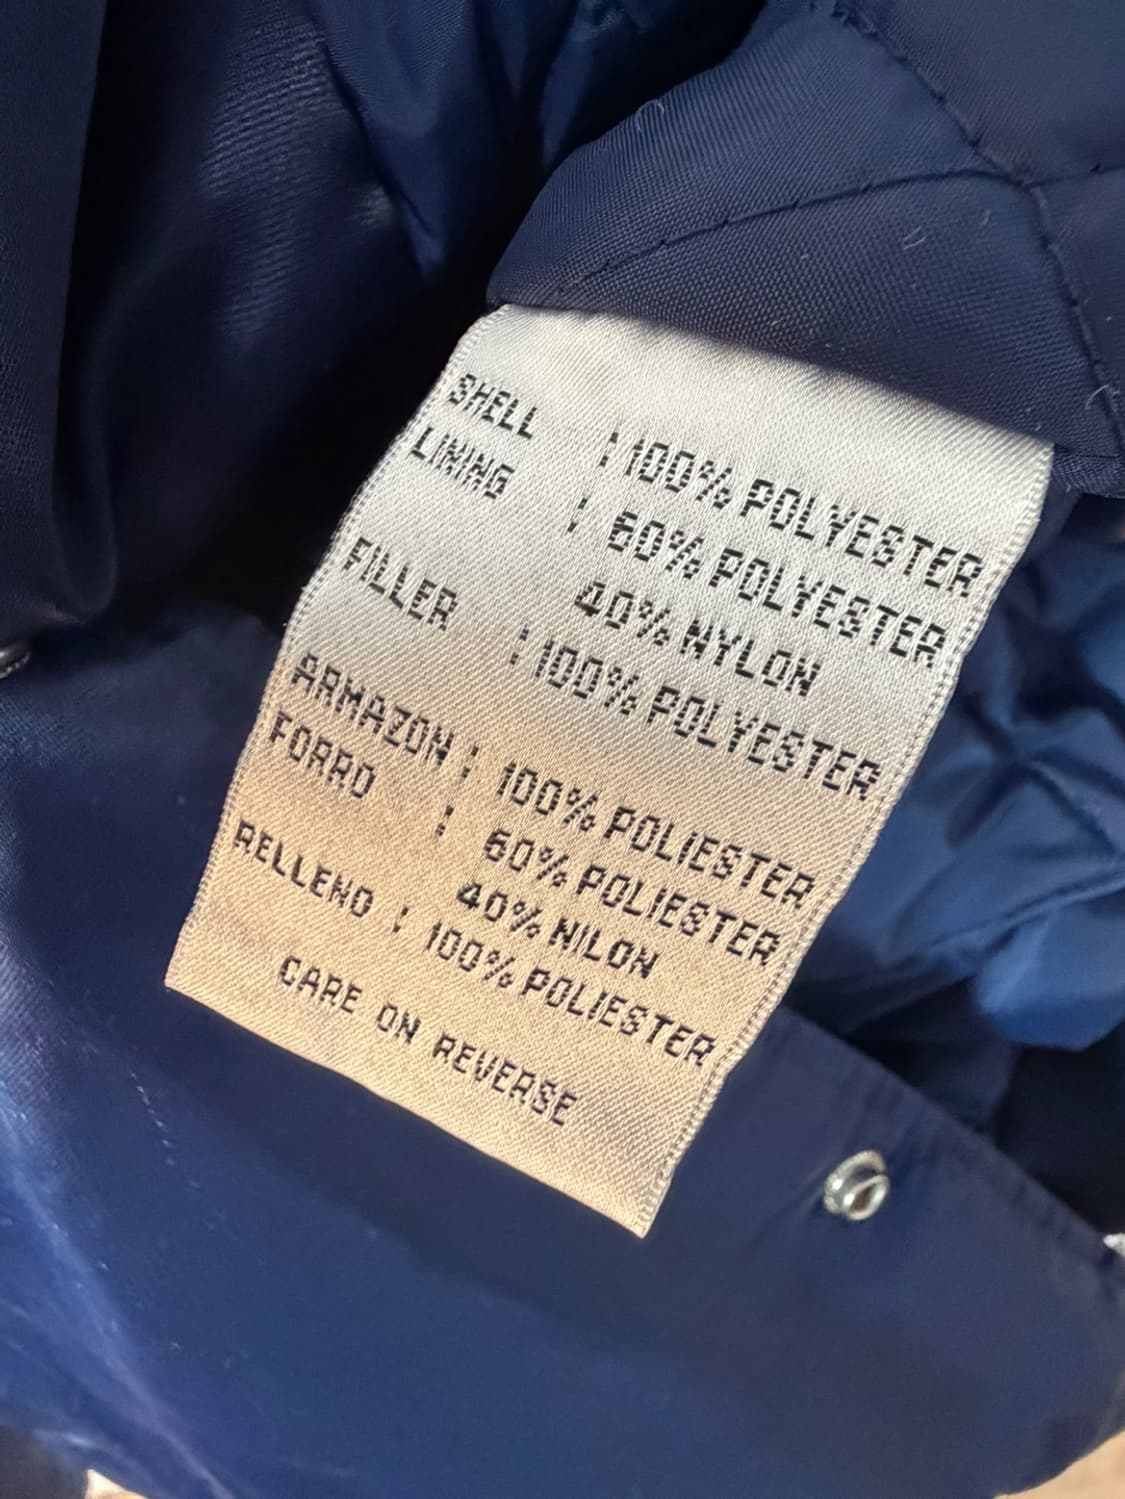 SHELL : 100% POLYESTER
LINING : 60% POLYESTER
40% NYLON
FILLER : 100% POLYESTER
ARMAZON : 100% POLIESTER
FORRO : 60% POLIESTER
40% NILON
RELLENO : 100% POLIESTER
CARE ON REVERSE